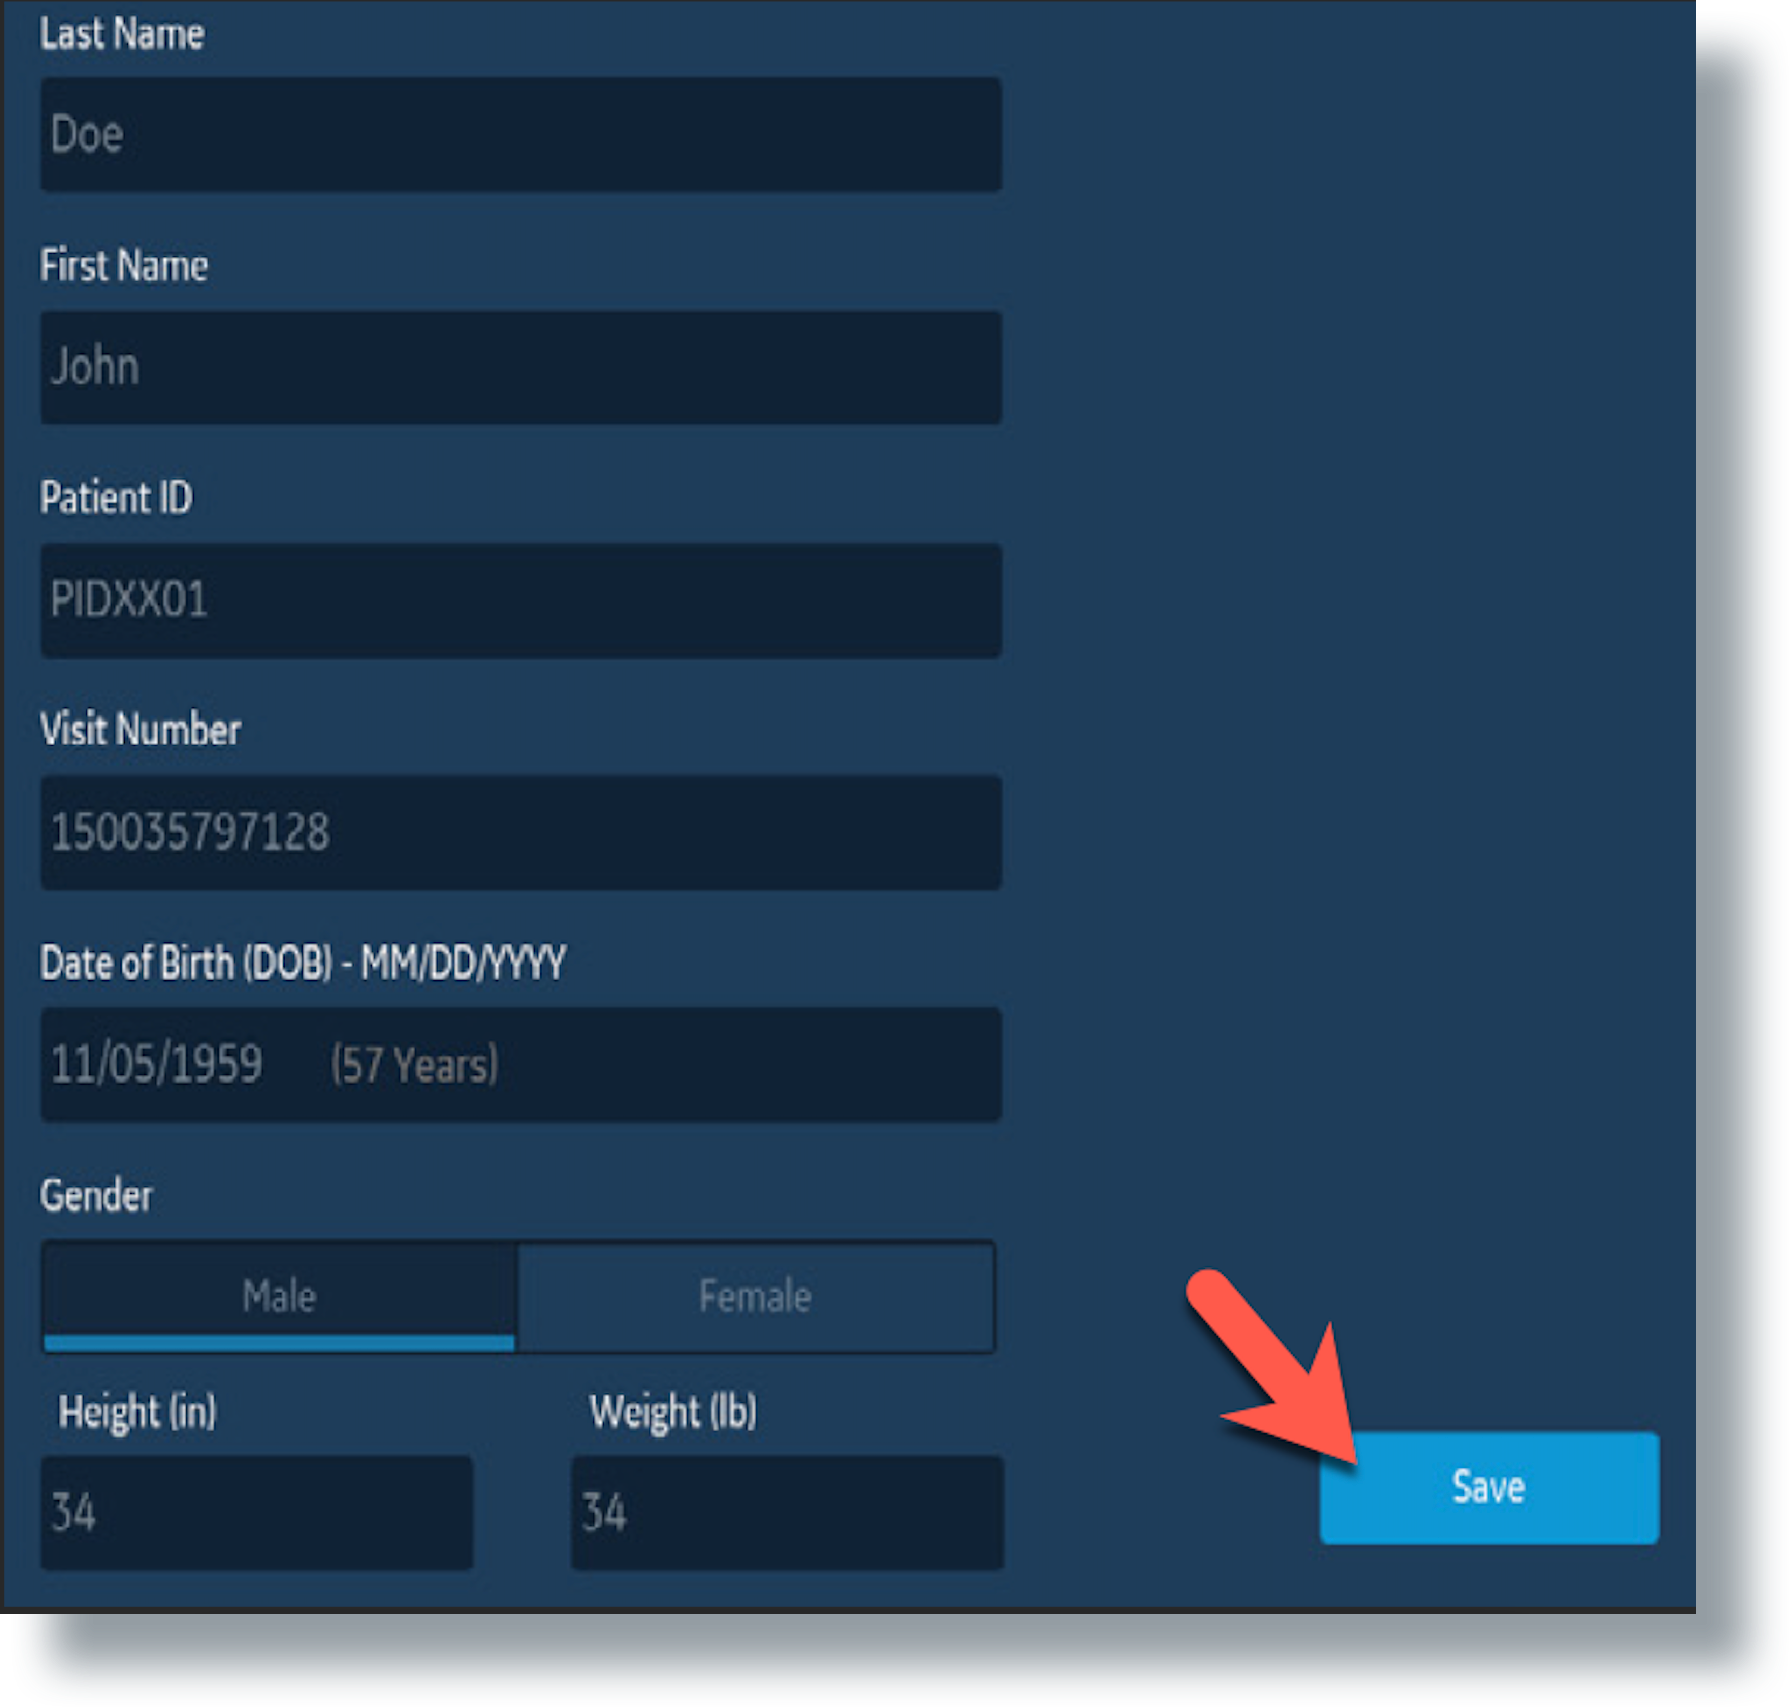 Last Name
Doe
First Name
John
Patient ID
PIDXX01
Visit Number
150035797128
Date of Birth (DOB) - MM/DD/YYYY
11/05/1959 (57 Years)
Gender
Male Female
Height (in) Weight (lb)
34 34
Save